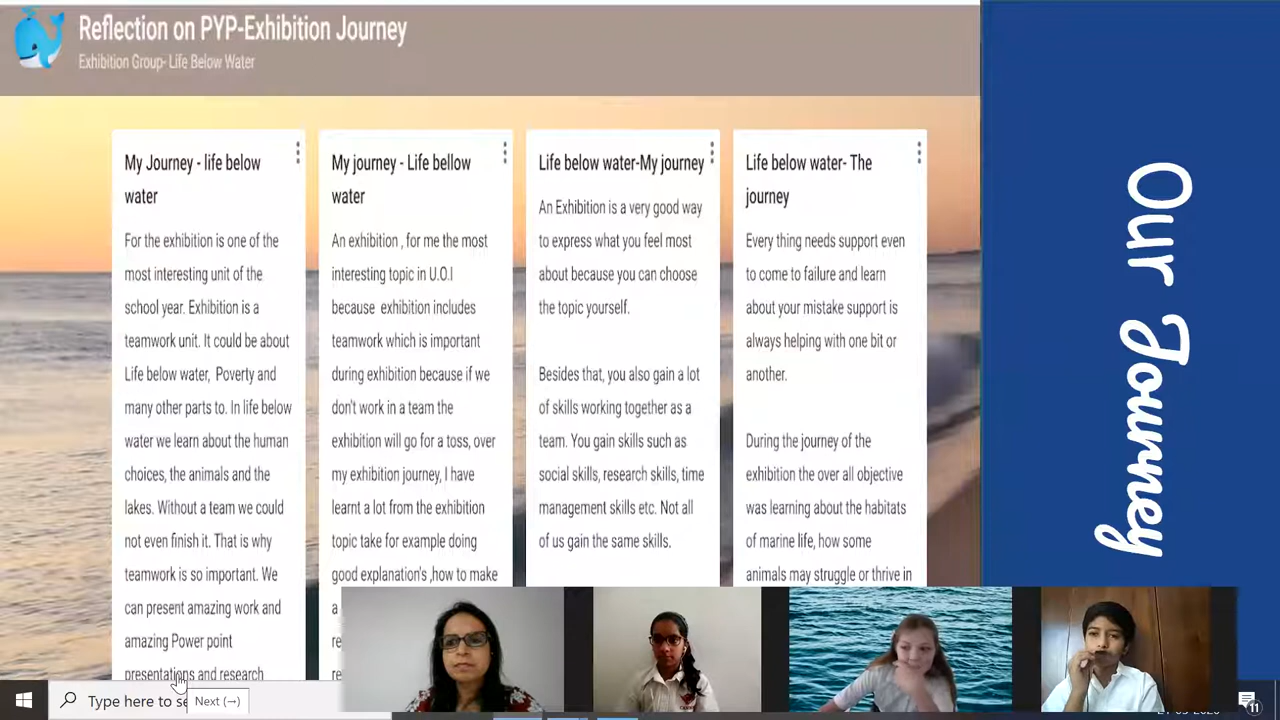 Reflection on PYP-Exhibition Journey
Exhibition Group- Life Below Water
My Journey - life below
water
For the exhibition is one of the
most interesting unit of the
school year. Exhibition is a
teamwork unit. It could be about
Life below water, Poverty and
many other parts to. In life below
water we learn about the human
choices, the animals and the
lakes. Without a team we could
not even finish it. That is why
teamwork is so important. We
can present amazing work and
amazing Power point
presentations and research
My journey - Life bellow
water
An exhibition , for me the most
interesting topic in U.O.I
because exhibition includes
teamwork which is important
during exhibition because if we
don't work in a team the
exhibition will go for a toss, over
my exhibition journey, I have
learnt a lot from the exhibition
topic take for example doing
good explanation's ,how to make
a
re
re
Life below water-My journey
An Exhibition is a very good way
to express what you feel most
about because you can choose
the topic yourself.
Besides that, you also gain a lot
of skills working together as a
team. You gain skills such as
social skills, research skills, time
management skills etc. Not all
of us gain the same skills.
Life below water- The
journey
Every thing needs support even
to come to failure and learn
about your mistake support is
always helping with one bit or
another.
During the journey of the
exhibition the over all objective
was learning about the habitats
of marine life, how some
animals may struggle or thrive in
Our Journey
Type here to se
Next (→)
11